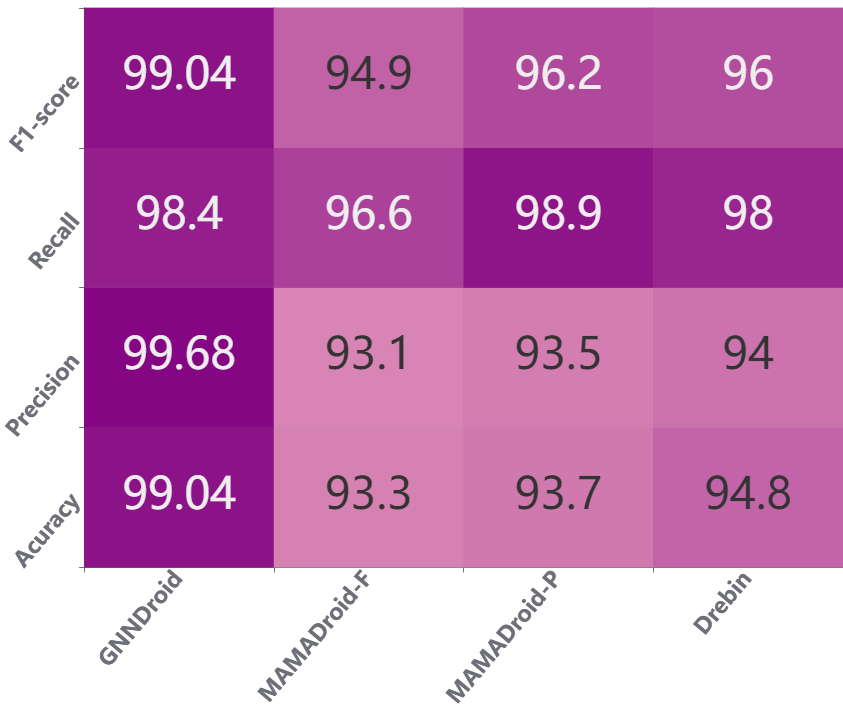 F1-score 99.04 94.9 96.2 96
Recall 98.4 96.6 98.9 98
Precision 99.68 93.1 93.5 94
Acuracy 99.04 93.3 93.7 94.8
GNNDroid MAMADroid-F MAMADroid-P Drebin